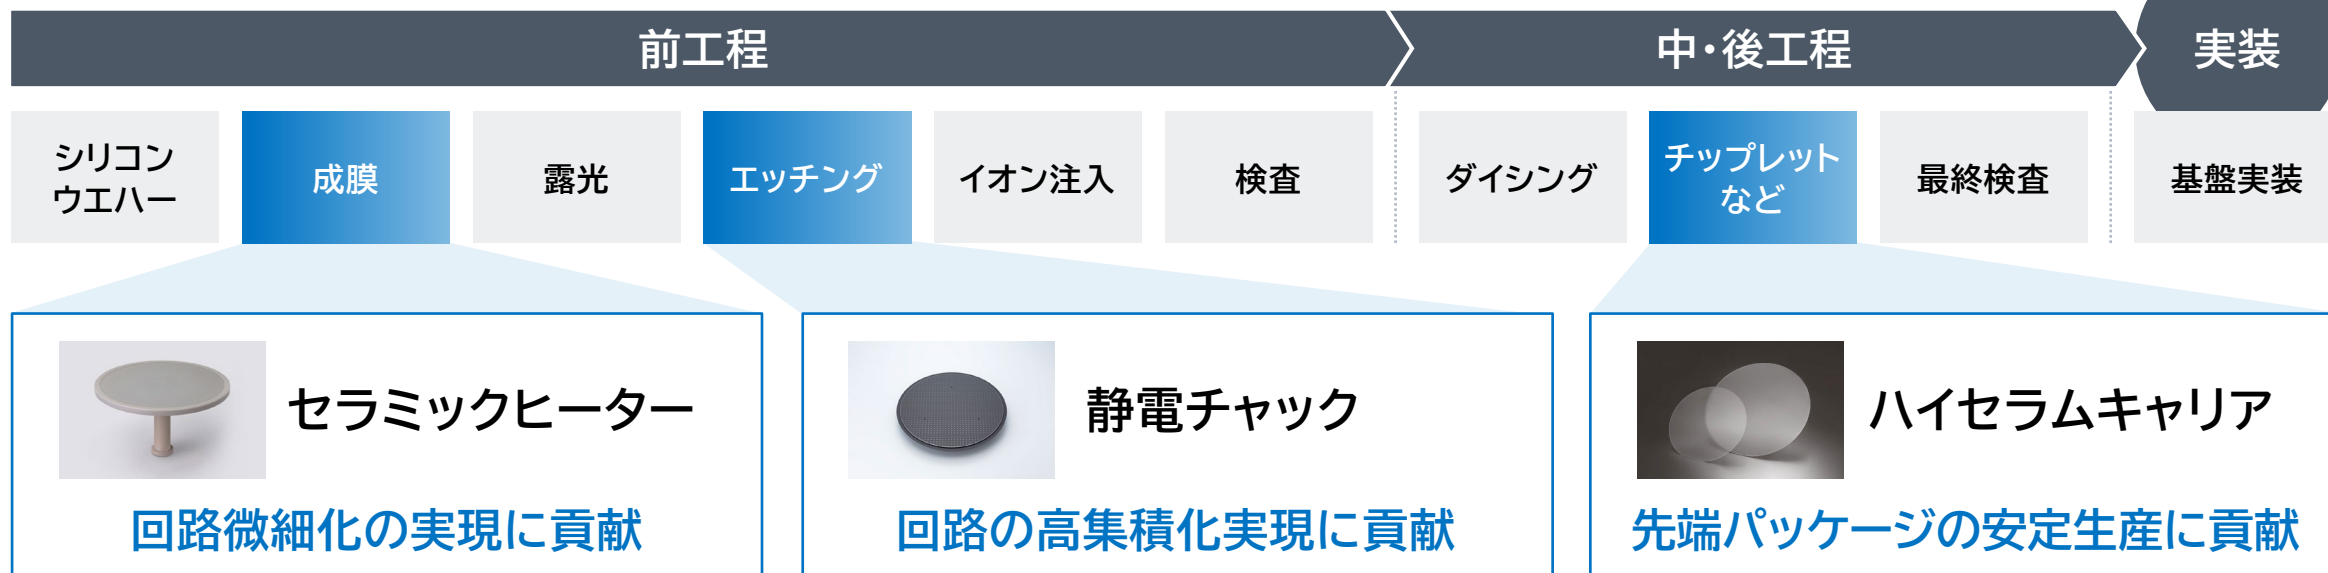 前工程
中・後工程
実装
シリコン
ウエハー
成膜
露光
エッチング
イオン注入
検査
ダイシング
チップレット
など
最終検査
基盤実装
セラミックヒーター
回路微細化の実現に貢献
静電チャック
回路の高集積化実現に貢献
ハイセラムキャリア
先端パッケージの安定生産に貢献